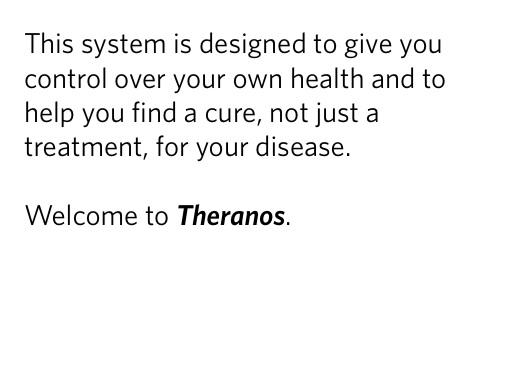 This system is designed to give you
control over your own health and to
help you find a cure, not just a
treatment, for your disease.
Welcome to Theranos.